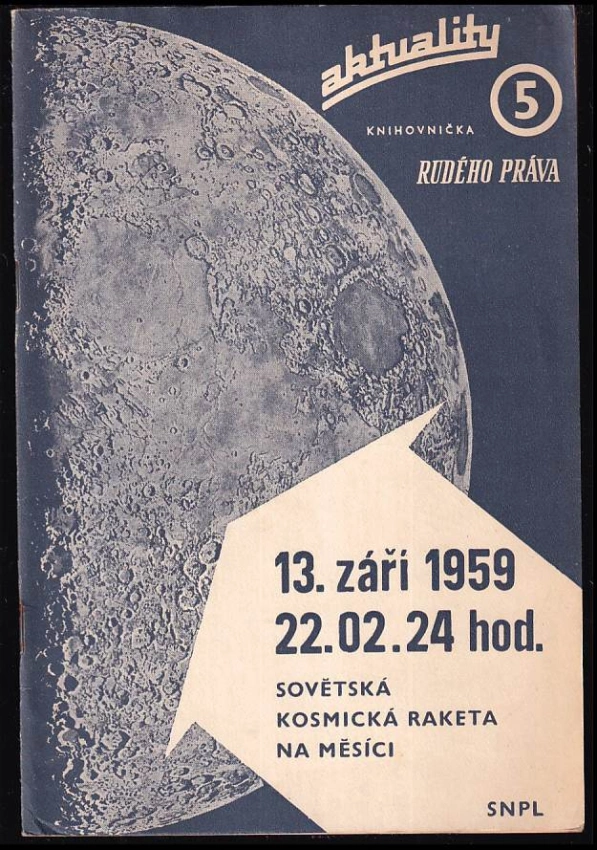 aktuality
5
KNIHOVNIČKA
RUDÉHO PRÁVA
13. září 1959
22.02.24 hod.
SOVĚTSKÁ
KOSMICKÁ RAKETA
NA MĚSÍCI
SNPL